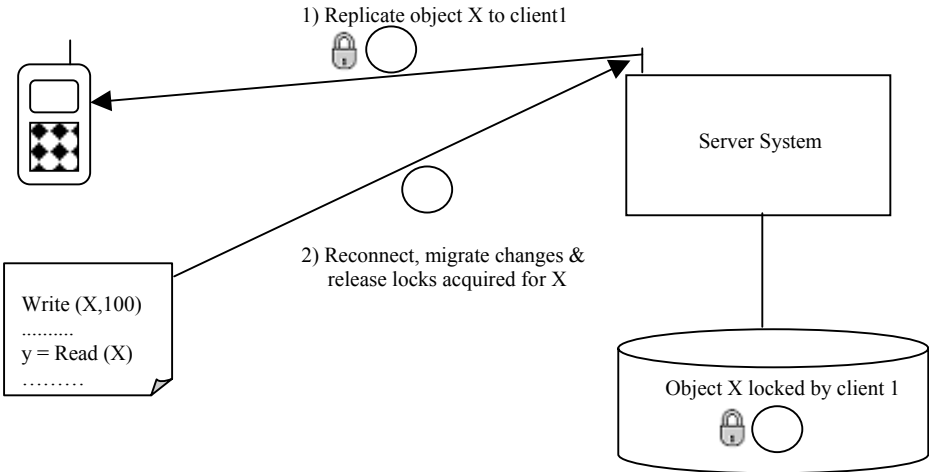 1) Replicate object X to client1
Server System
2) Reconnect, migrate changes &
release locks acquired for X
Write (X,100)
..........
y = Read (X)
………
Object X locked by client 1